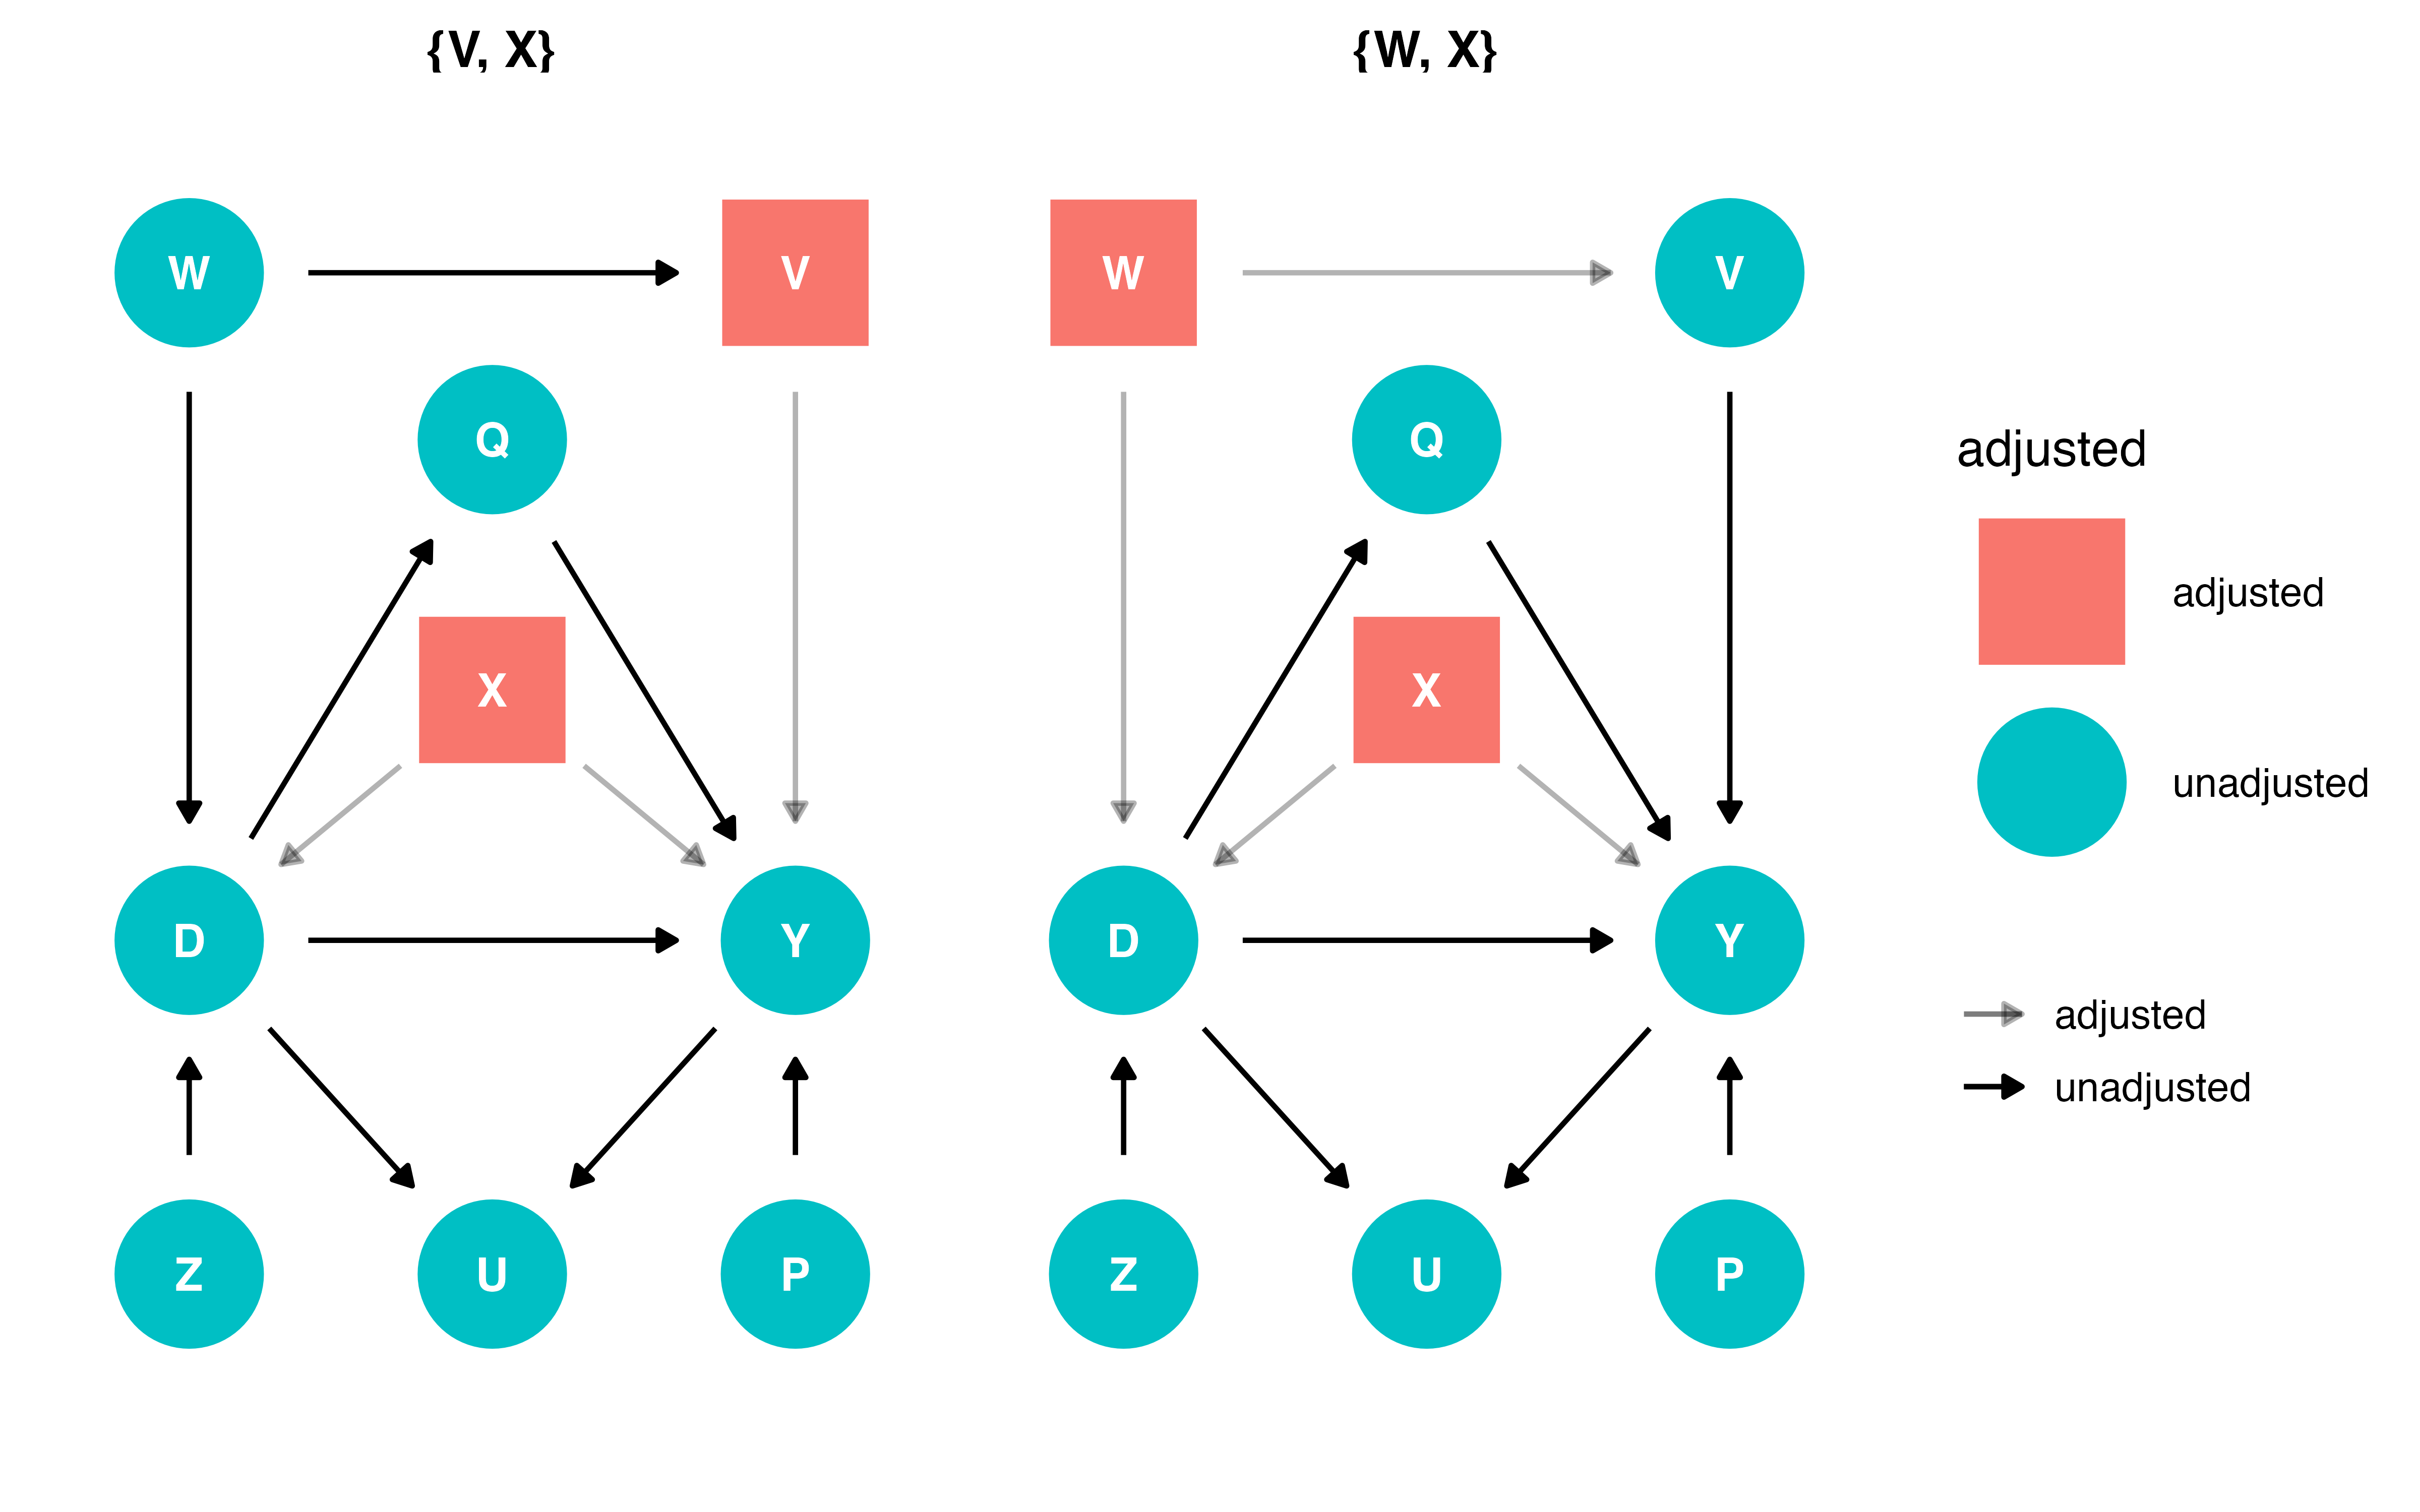 {V, X}
W
V
Q
X
D
Y
Z
U
P
{W, X}
W
V
Q
X
D
Y
Z
U
P
adjusted
adjusted
unadjusted
adjusted
unadjusted